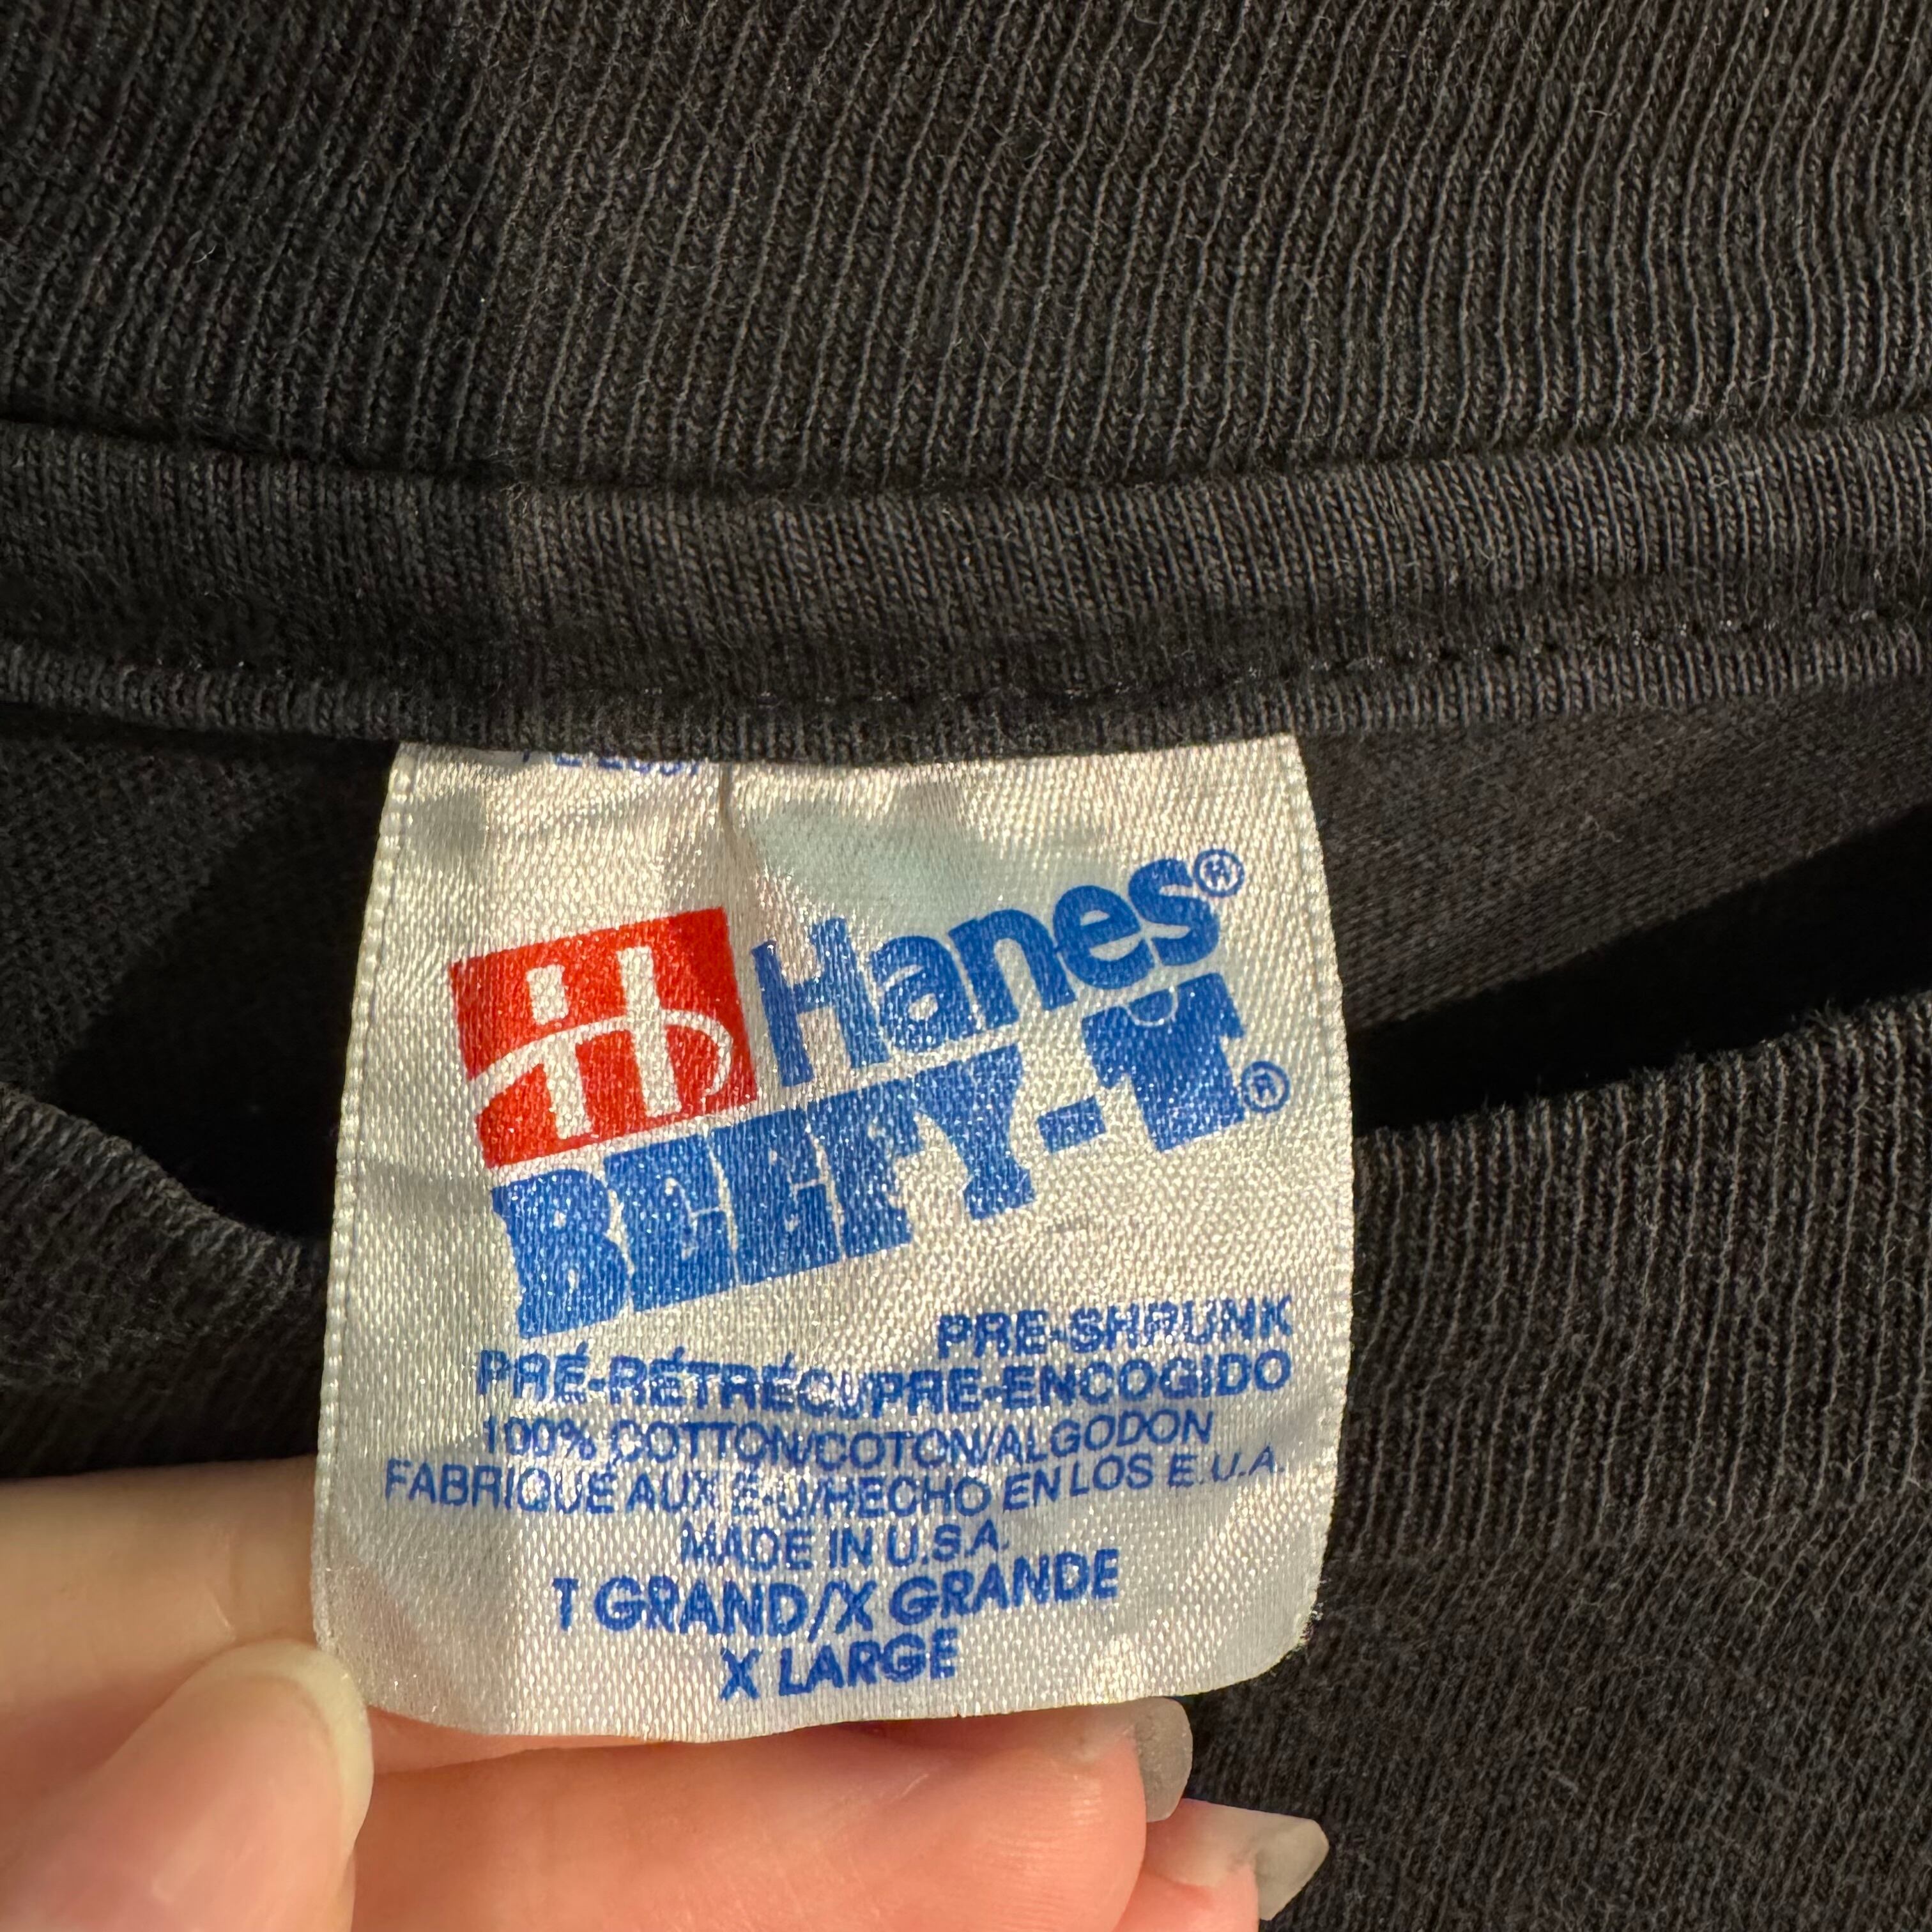 Hanes®
BEEFY-T®
PRE-SHRUNK
PRÉ-RÉTRÉCI/PRE-ENCOGIDO
100% COTTON/COTON/ALGODON
FABRIQUÉ AUX É-U/HECHO EN LOS E.U.A.
MADE IN U.S.A.
T GRAND/X GRANDE
X LARGE